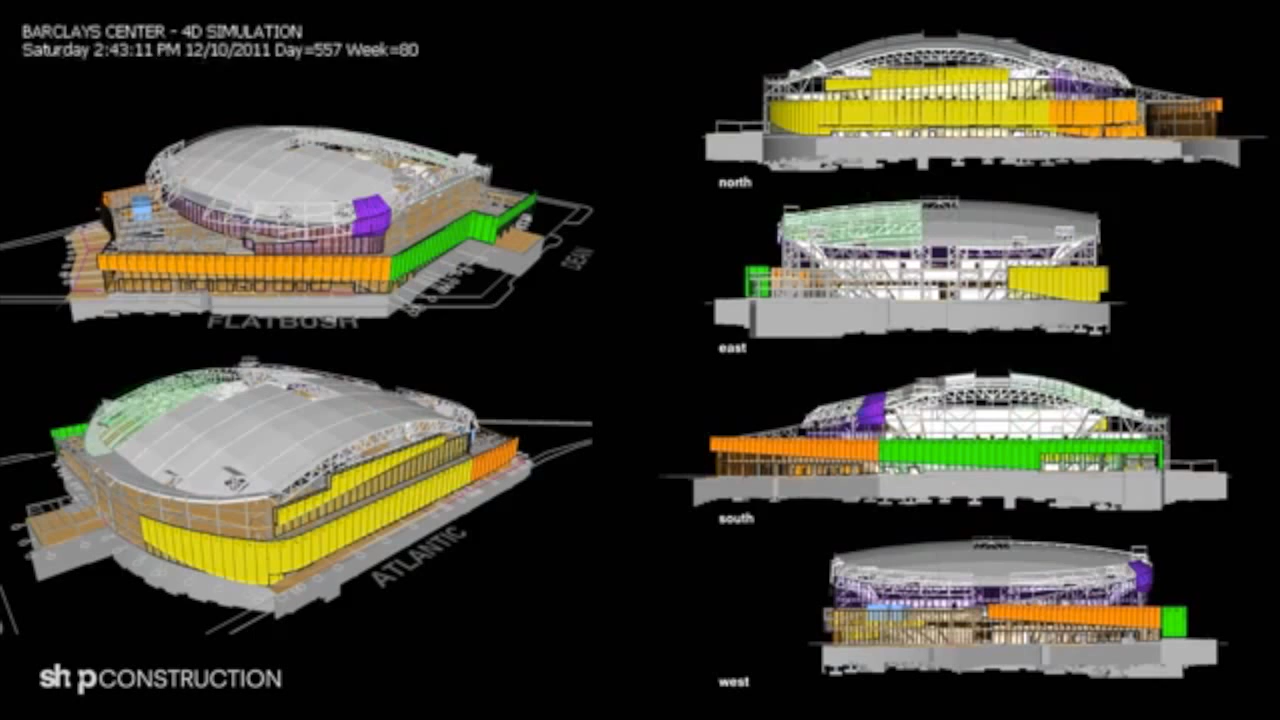 BARCLAYS CENTER - 4D SIMULATION
Saturday 2:43:11 PM 12/10/2011 Day=557 Week=80
north
FLATBUSH
DEAN
east
south
ATLANTIC
west
shop CONSTRUCTION